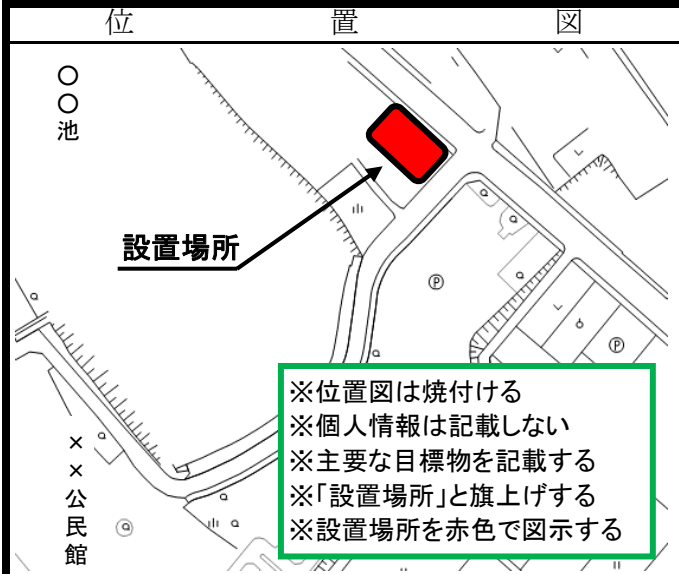 位置図
〇〇池
設置場所
Ⓟ
Ⓟ
※位置図は焼付ける
※個人情報は記載しない
※主要な目標物を記載する
※「設置場所」と旗上げする
※設置場所を赤色で図示する
××公民館